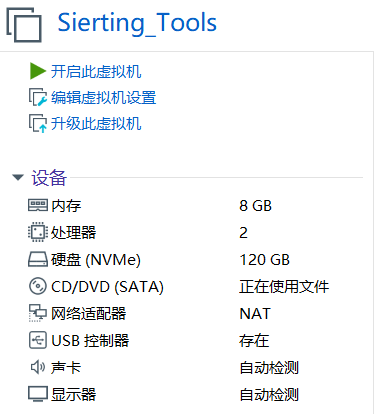 Sierting_Tools
开启此虚拟机
编辑虚拟机设置
升级此虚拟机
设备
内存 8 GB
处理器 2
硬盘 (NVMe) 120 GB
CD/DVD (SATA) 正在使用文件
网络适配器 NAT
USB 控制器 存在
声卡 自动检测
显示器 自动检测